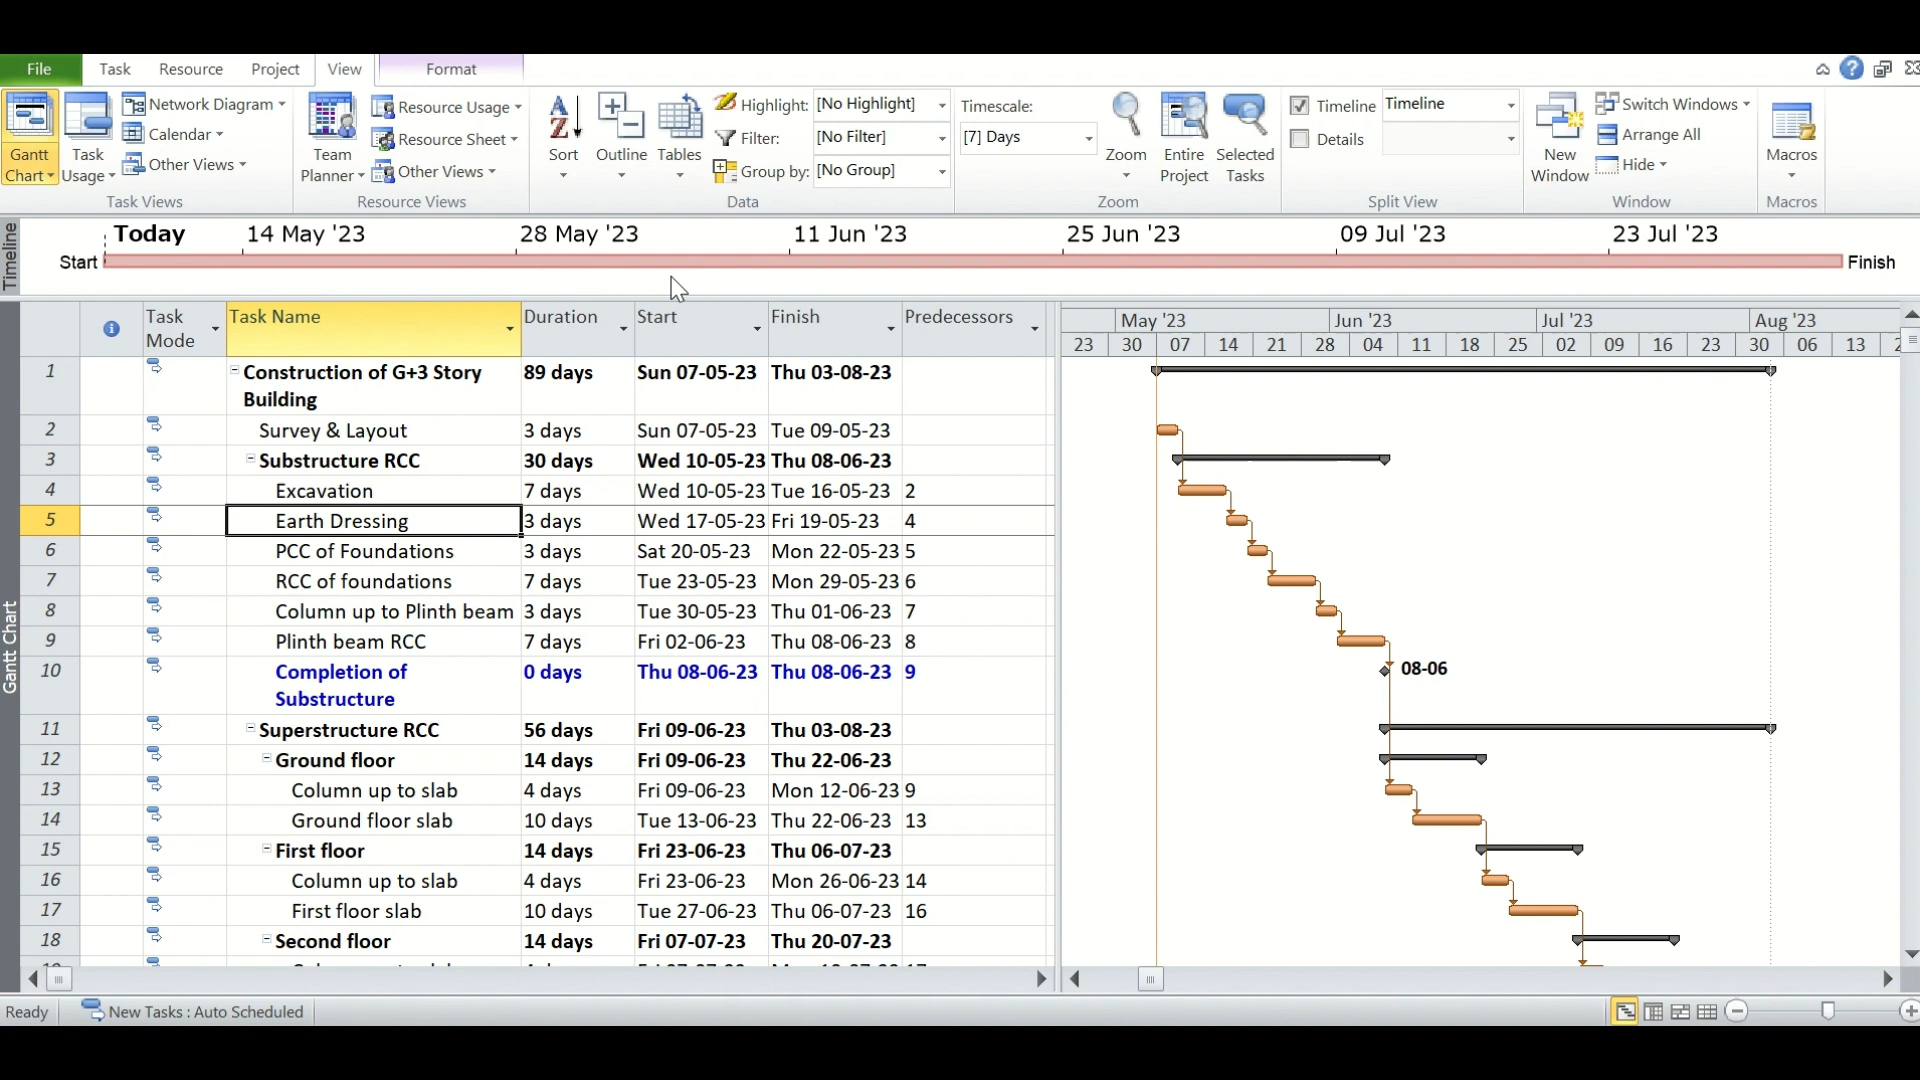 File Task Resource Project View Format
Gantt Chart
Task Usage
Network Diagram
Calendar
Other Views
Task Views
Team Planner
Resource Usage
Resource Sheet
Other Views
Resource Views
Sort
Outline
Tables
Highlight: [No Highlight]
Filter: [No Filter]
Group by: [No Group]
Data
Timescale:
[7] Days
Zoom
Entire Project
Selected Tasks
Zoom
Timeline Timeline
Details
Split View
New Window
Switch Windows
Arrange All
Hide
Window
Macros
Macros
Timeline
Today 14 May '23 28 May '23 11 Jun '23 25 Jun '23 09 Jul '23 23 Jul '23
Start Finish
Gantt Chart
Task Mode Task Name Duration Start Finish Predecessors
May '23 Jun '23 Jul '23 Aug '23
23 30 07 14 21 28 04 11 18 25 02 09 16 23 30 06 13
1 Construction of G+3 Story Building 89 days Sun 07-05-23 Thu 03-08-23
2 Survey & Layout 3 days Sun 07-05-23 Tue 09-05-23
3 Substructure RCC 30 days Wed 10-05-23 Thu 08-06-23
4 Excavation 7 days Wed 10-05-23 Tue 16-05-23 2
5 Earth Dressing 3 days Wed 17-05-23 Fri 19-05-23 4
6 PCC of Foundations 3 days Sat 20-05-23 Mon 22-05-23 5
7 RCC of foundations 7 days Tue 23-05-23 Mon 29-05-23 6
8 Column up to Plinth beam 3 days Tue 30-05-23 Thu 01-06-23 7
9 Plinth beam RCC 7 days Fri 02-06-23 Thu 08-06-23 8
10 Completion of Substructure 0 days Thu 08-06-23 Thu 08-06-23 9 08-06
11 Superstructure RCC 56 days Fri 09-06-23 Thu 03-08-23
12 Ground floor 14 days Fri 09-06-23 Thu 22-06-23
13 Column up to slab 4 days Fri 09-06-23 Mon 12-06-23 9
14 Ground floor slab 10 days Tue 13-06-23 Thu 22-06-23 13
15 First floor 14 days Fri 23-06-23 Thu 06-07-23
16 Column up to slab 4 days Fri 23-06-23 Mon 26-06-23 14
17 First floor slab 10 days Tue 27-06-23 Thu 06-07-23 16
18 Second floor 14 days Fri 07-07-23 Thu 20-07-23
Ready New Tasks : Auto Scheduled